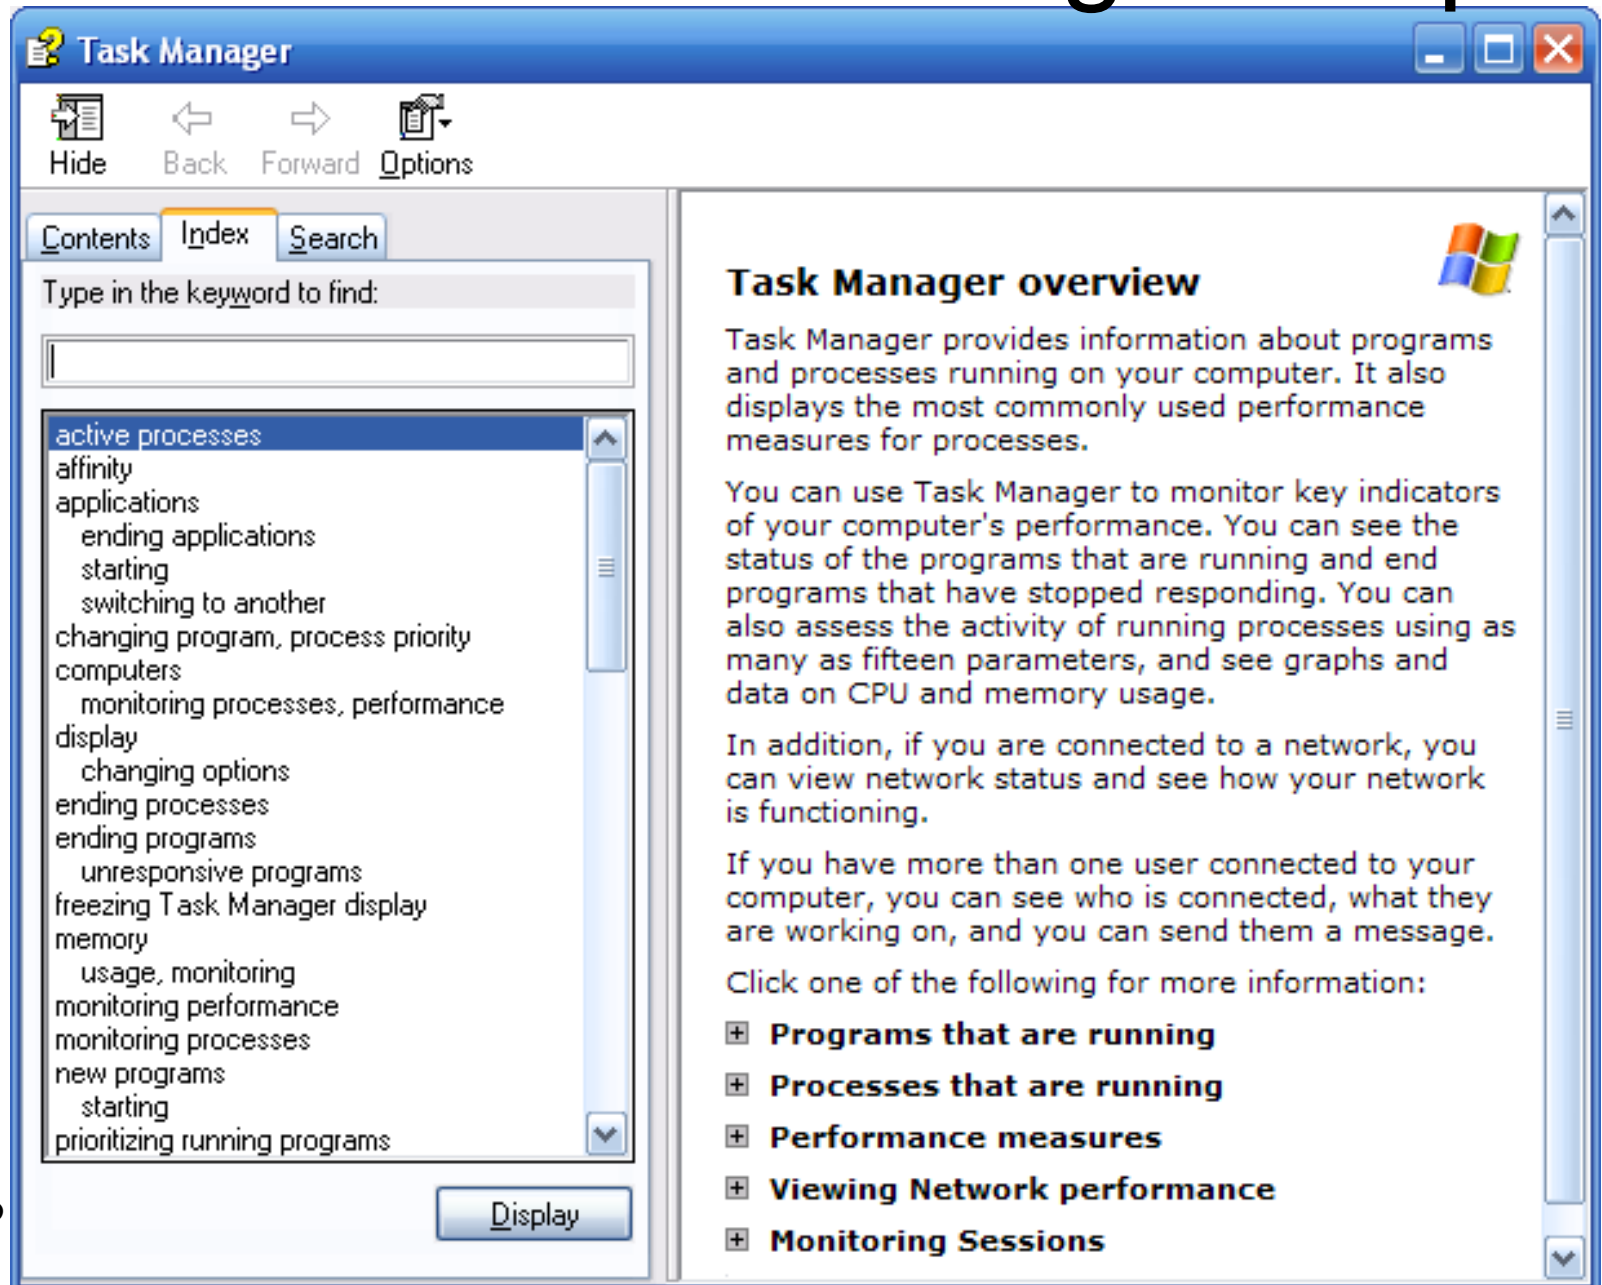 Task Manager
Hide Back Forward Options
Contents Index Search
Type in the keyword to find:
active processes
affinity
applications
ending applications
starting
switching to another
changing program, process priority
computers
monitoring processes, performance
display
changing options
ending processes
ending programs
unresponsive programs
freezing Task Manager display
memory
usage, monitoring
monitoring performance
monitoring processes
new programs
starting
prioritizing running programs
Display
Task Manager overview
Task Manager provides information about programs
and processes running on your computer. It also
displays the most commonly used performance
measures for processes.
You can use Task Manager to monitor key indicators
of your computer's performance. You can see the
status of the programs that are running and end
programs that have stopped responding. You can
also assess the activity of running processes using as
many as fifteen parameters, and see graphs and
data on CPU and memory usage.
In addition, if you are connected to a network, you
can view network status and see how your network
is functioning.
If you have more than one user connected to your
computer, you can see who is connected, what they
are working on, and you can send them a message.
Click one of the following for more information:
Programs that are running
Processes that are running
Performance measures
Viewing Network performance
Monitoring Sessions